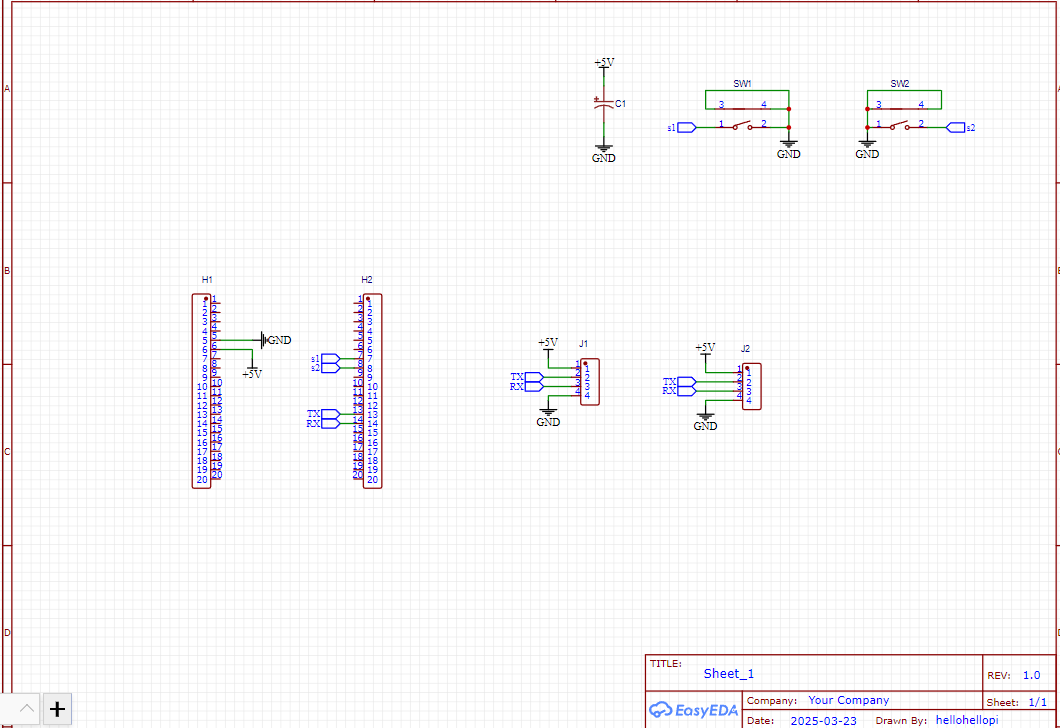 +5V
C1
GND
SW1
3 4
s1 1 2
GND
SW2
3 4
1 2 s2
GND
A
A
B
B
C
C
D
D
H1
1 1
2 2
3 3
4 4
5 5 GND
6 6
7 7
8 8 +5V
9 9
10 10
11 11
12 12
13 13
14 14
15 15
16 16
17 17
18 18
19 19
20 20
H2
1 1
2 2
3 3
4 4
5 5
6 6
s1 7 7
s2 8 8
9 9
10 10
11 11
12 12
TX 13 13
RX 14 14
15 15
16 16
17 17
18 18
19 19
20 20
+5V
J1
1 1
TX 2 2
RX 3 3
4 4
GND
+5V
J2
1 1
TX 2 2
RX 3 3
4 4
GND
TITLE:
Sheet_1
REV: 1.0
EasyEDA
Company: Your Company
Sheet: 1/1
Date: 2025-03-23 Drawn By: hellohellopi